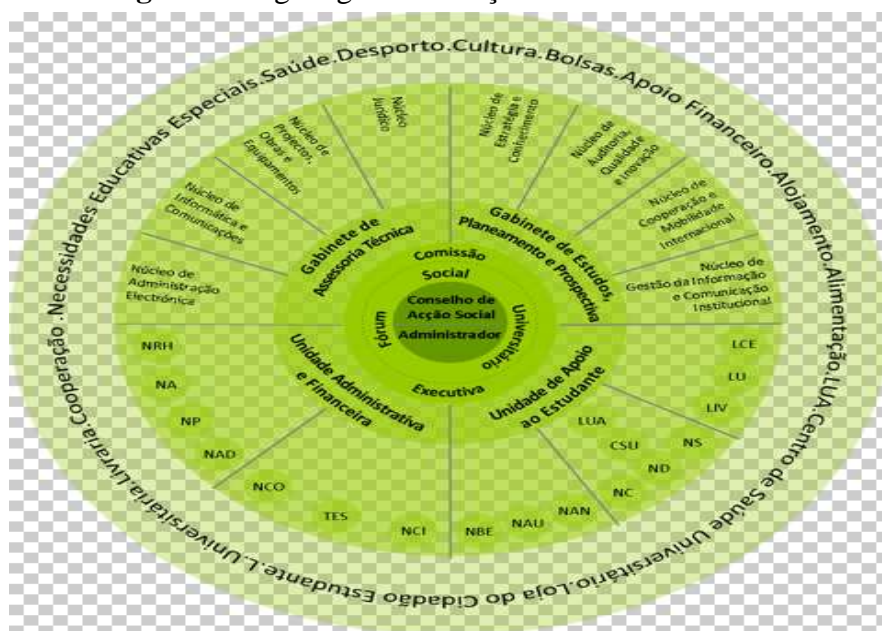 Cooperação.Necessidades Educativas Especiais.Saúde.Desporto.Cultura.Bolsas.Apoio Financeiro.Alojamento.Alimentação.LUA.Centro de Saúde Universitário.Loja do Cidadão Estudante.L.Universitária.Livraria.
Núcleo de
Administração
Electrónica
Núcleo de
Informática e
Comunicações
Núcleo de
Projectos,
Obras e
Equipamentos
Núcleo
Jurídico
Núcleo de
Estratégia e
Conhecimento
Núcleo de
Auditoria,
Qualidade
e Inovação
Núcleo de
Cooperação e
Mobilidade
Internacional
Núcleo de
Gestão da Informação
e Comunicação
Institucional
Gabinete de
Assessoria Técnica
Gabinete de Estudos,
Planeamento e Prospectiva
Comissão
Social
Conselho de
Acção Social
Administrador
Fórum
Universitário
Executiva
Unidade Administrativa
e Financeira
Unidade de Apoio
ao Estudante
NRH
NA
NP
NAD
NCO
TES
NCI
NBE
NAU
NAN
NC
ND
NS
CSU
LUA
LIV
LU
LCE